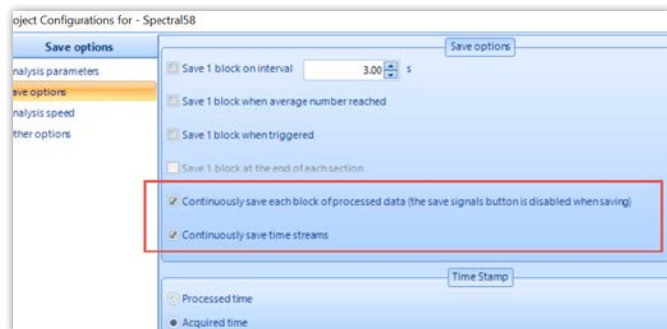 oject Configurations for - Spectral58
Save options
nalysis parameters
ave options
nalysis speed
ther options
Save options
Save 1 block on interval 3.00 s
Save 1 block when average number reached
Save 1 block when triggered
Save 1 block at the end of each section
Continuously save each block of processed data (the save signals button is disabled when saving)
Continuously save time streams
Time Stamp
Processed time
Acquired time